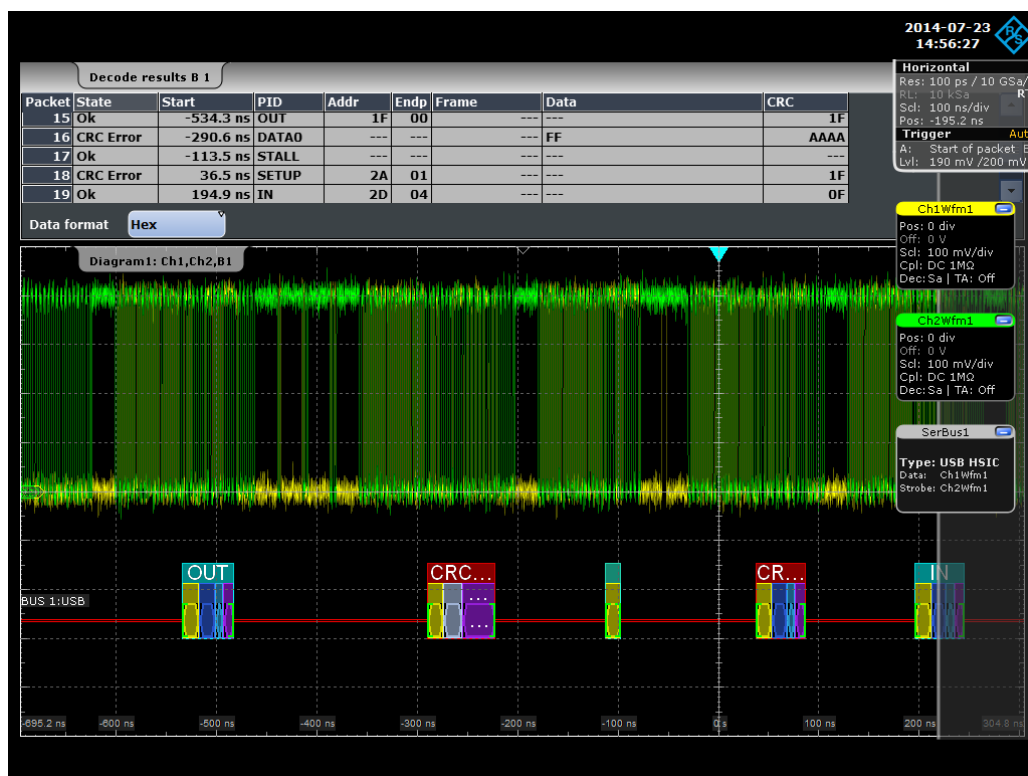 2014-07-23
14:56:27
Decode results B 1
Packet State Start PID Addr Endp Frame Data CRC
15 Ok -534.3 ns OUT 1F 00 --- --- 1F
16 CRC Error -290.6 ns DATA0 --- --- --- FF AAAA
17 Ok -113.5 ns STALL --- --- --- --- ---
18 CRC Error 36.5 ns SETUP 2A 01 --- --- 1F
19 Ok 194.9 ns IN 2D 04 --- --- 0F
Data format Hex
Horizontal
Res: 100 ps / 10 GSa/
RL: 10 kSa RT
Scl: 100 ns/div
Pos: -195.2 ns
Trigger Aut
A: Start of packet
Lvl: 190 mV /200 mV
Diagram1: Ch1,Ch2,B1
Ch1Wfm1
Pos: 0 div
Off: 0 V
Scl: 100 mV/div
Cpl: DC 1MΩ
Dec: Sa | TA: Off
Ch2Wfm1
Pos: 0 div
Off: 0 V
Scl: 100 mV/div
Cpl: DC 1MΩ
Dec: Sa | TA: Off
SerBus1
Type: USB HSIC
Data: Ch1Wfm1
Strobe: Ch2Wfm1
OUT CRC... CR... IN
...
BUS 1:USB
...
-695.2 ns -600 ns -500 ns -400 ns -300 ns -200 ns -100 ns 0 s 100 ns 200 ns 304.8 ns